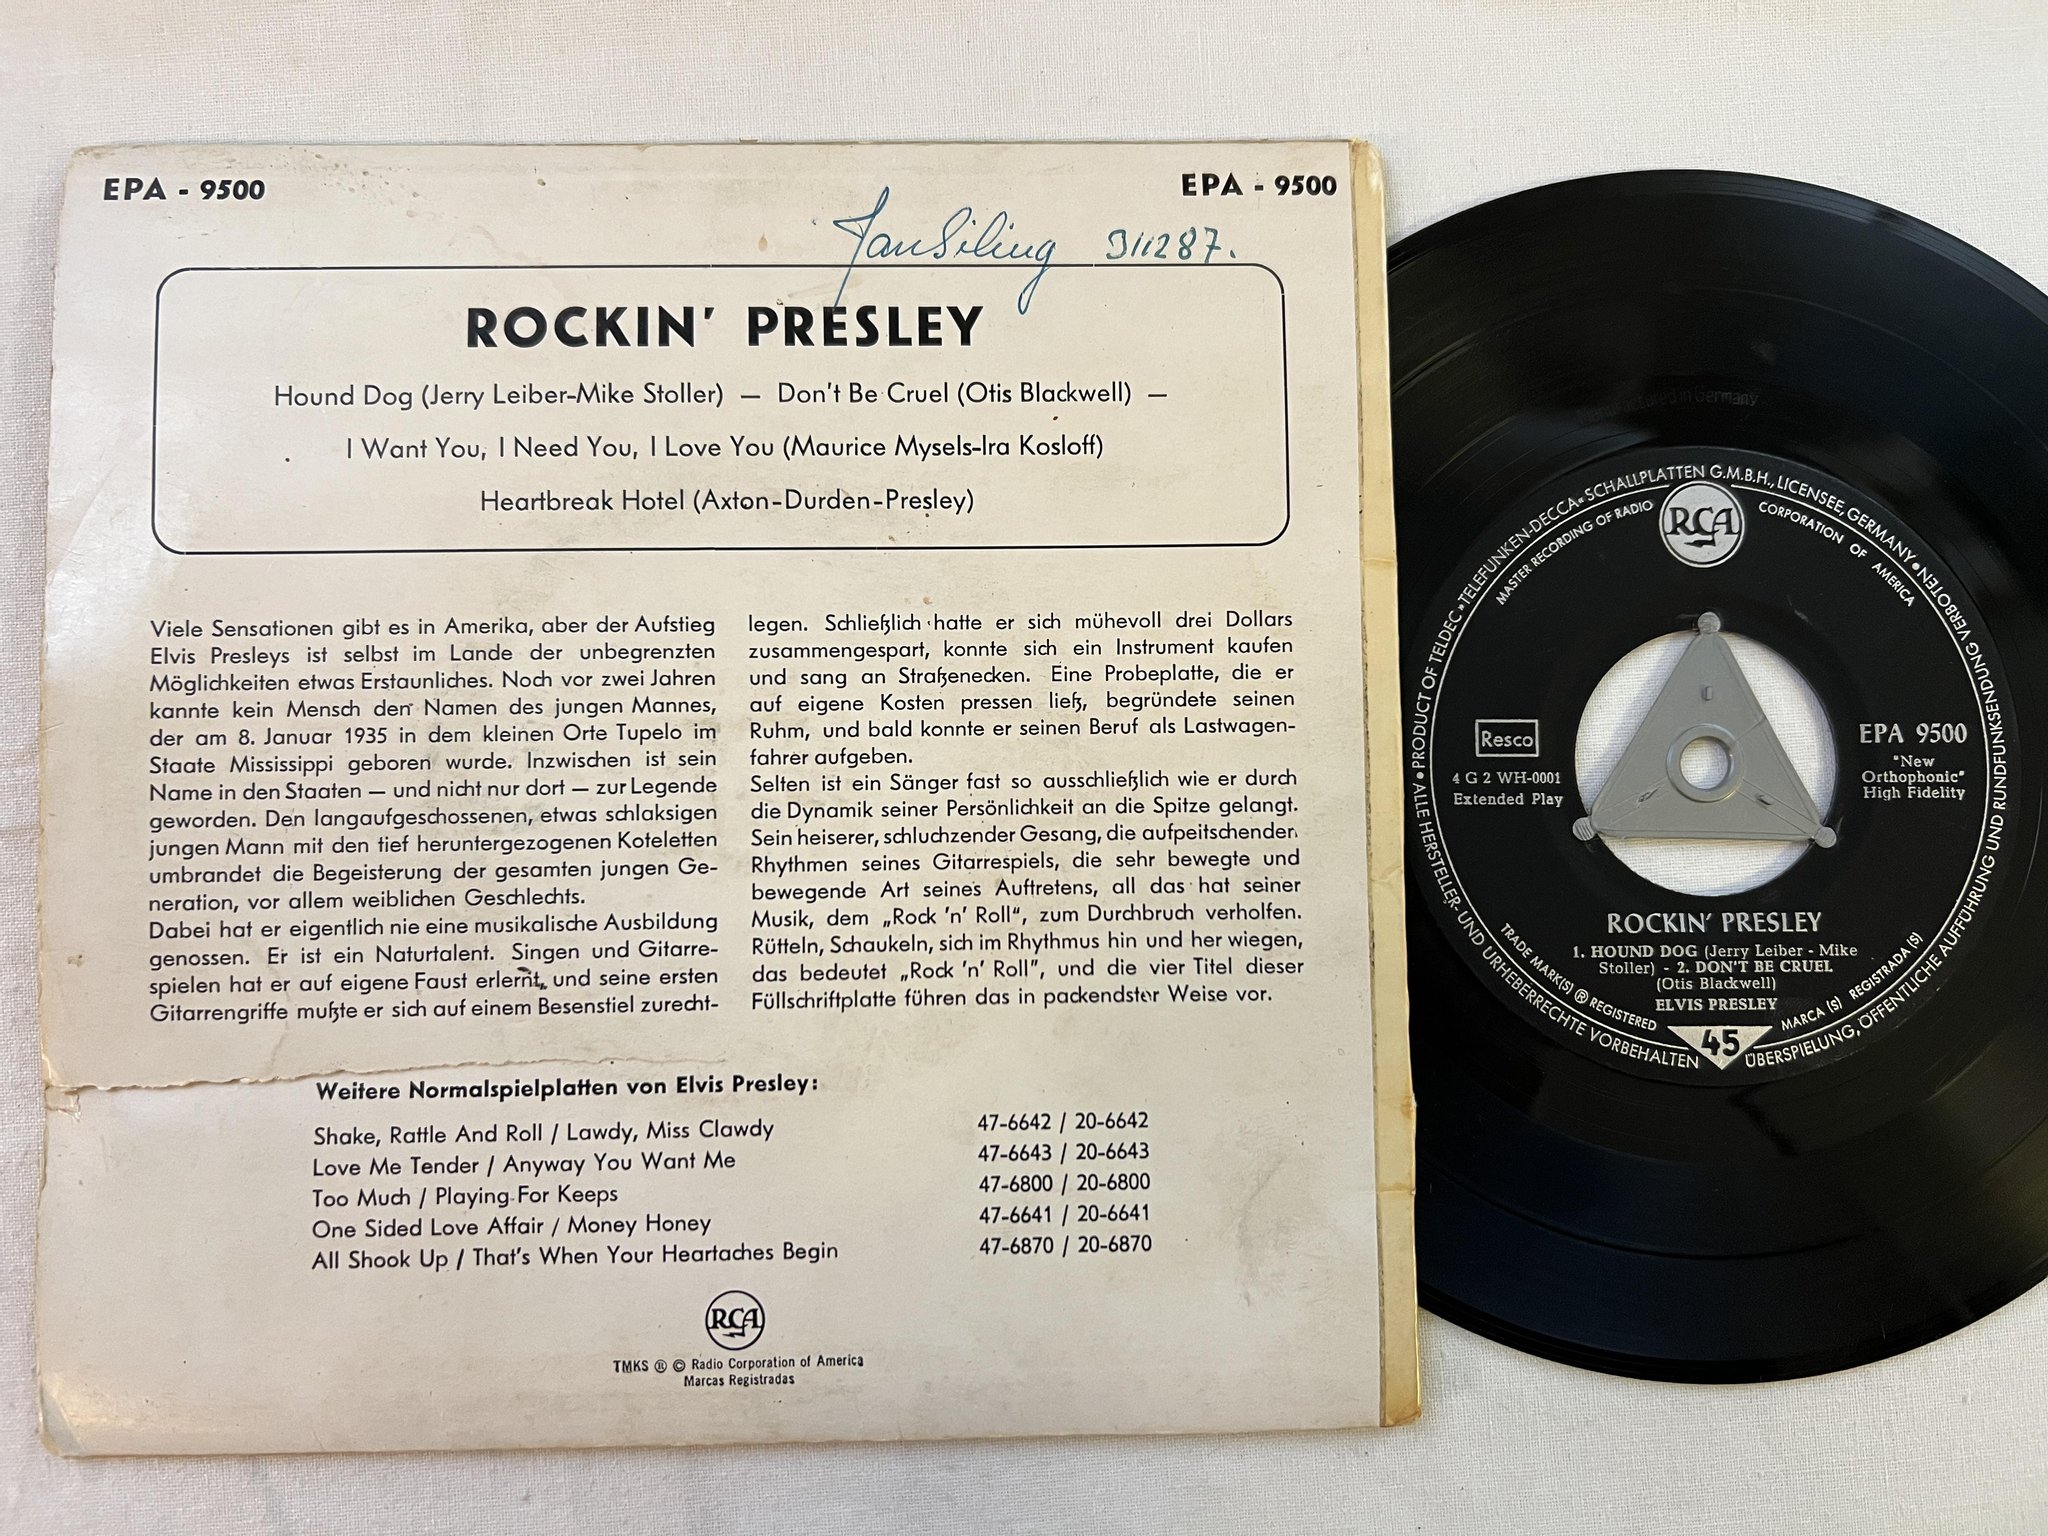 EPA - 9500
EPA - 9500
311287.
ROCKIN' PRESLEY
Hound Dog (Jerry Leiber-Mike Stoller) — Don't Be Cruel (Otis Blackwell) —
I Want You, I Need You, I Love You (Maurice Mysels-Ira Kosloff)
Heartbreak Hotel (Axton-Durden-Presley)
Viele Sensationen gibt es in Amerika, aber der Aufstieg
Elvis Presleys ist selbst im Lande der unbegrenzten
Möglichkeiten etwas Erstaunliches. Noch vor zwei Jahren
kannte kein Mensch den Namen des jungen Mannes,
der am 8. Januar 1935 in dem kleinen Orte Tupelo im
Staate Mississippi geboren wurde. Inzwischen ist sein
Name in den Staaten — und nicht nur dort — zur Legende
geworden. Den langaufgeschossenen, etwas schlaksigen
jungen Mann mit den tief heruntergezogenen Koteletten
umbrandet die Begeisterung der gesamten jungen Ge-
neration, vor allem weiblichen Geschlechts.
Dabei hat er eigentlich nie eine musikalische Ausbildung
genossen. Er ist ein Naturtalent. Singen und Gitarre-
spielen hat er auf eigene Faust erlernt, und seine ersten
Gitarrengriffe mußte er sich auf einem Besenstiel zurecht-
legen. Schließlich hatte er sich mühevoll drei Dollars
zusammengespart, konnte sich ein Instrument kaufen
und sang an Straßenecken. Eine Probeplatte, die er
auf eigene Kosten pressen ließ, begründete seinen
Ruhm, und bald konnte er seinen Beruf als Lastwagen-
fahrer aufgeben.
Selten ist ein Sänger fast so ausschließlich wie er durch
die Dynamik seiner Persönlichkeit an die Spitze gelangt.
Sein heiserer, schluchzender Gesang, die aufpeitschenden
Rhythmen seines Gitarrespiels, die sehr bewegte und
bewegende Art seines Auftretens, all das hat seiner
Musik, dem „Rock 'n' Roll“, zum Durchbruch verholfen.
Rütteln, Schaukeln, sich im Rhythmus hin und her wiegen,
das bedeutet „Rock 'n' Roll”, und die vier Titel dieser
Füllschriftplatte führen das in packendster Weise vor.
Weitere Normalspielplatten von Elvis Presley:
Shake, Rattle And Roll / Lawdy, Miss Clawdy 47-6642 / 20-6642
Love Me Tender / Anyway You Want Me 47-6643 / 20-6643
Too Much / Playing For Keeps 47-6800 / 20-6800
One Sided Love Affair / Money Honey 47-6641 / 20-6641
All Shook Up / That's When Your Heartaches Begin 47-6870 / 20-6870
RCA
TMKS ® © Radio Corporation of America
Marcas Registradas
in Germany
• PRODUCT OF TELDEC »TELEFUNKEN-DECCA« SCHALLPLATTEN G.M.B.H., LICENSEE, GERMANY •
ALLE HERSTELLER- UND URHEBERRECHTE VORBEHALTEN
ÜBERSPIELUNG, ÖFFENTLICHE AUFFÜHRUNG UND RUNDFUNKSENDUNG VERBOTEN
MASTER RECORDING OF RADIO CORPORATION OF AMERICA
RCA
Resco
4 G 2 WH-0001
Extended Play
EPA 9500
"New
Orthophonic"
High Fidelity
ROCKIN' PRESLEY
1. HOUND DOG (Jerry Leiber - Mike
Stoller) - 2. DON'T BE CRUEL
(Otis Blackwell)
ELVIS PRESLEY
TRADE MARK(S) ® REGISTERED
MARCA (S) REGISTRADA (S)
45